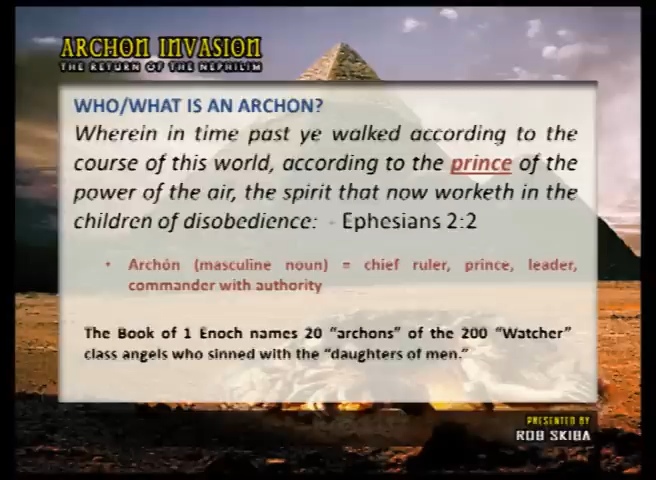 ARCHON INVASION
THE RETURN OF THE NEPHILIM
WHO/WHAT IS AN ARCHON?
Wherein in time past ye walked according to the
course of this world, according to the prince of the
power of the air, the spirit that now worketh in the
children of disobedience: - Ephesians 2:2
• Archōn (masculine noun) = chief ruler, prince, leader,
commander with authority
The Book of 1 Enoch names 20 "archons" of the 200 "Watcher"
class angels who sinned with the "daughters of men."
PRESENTED BY
ROB SKIBA